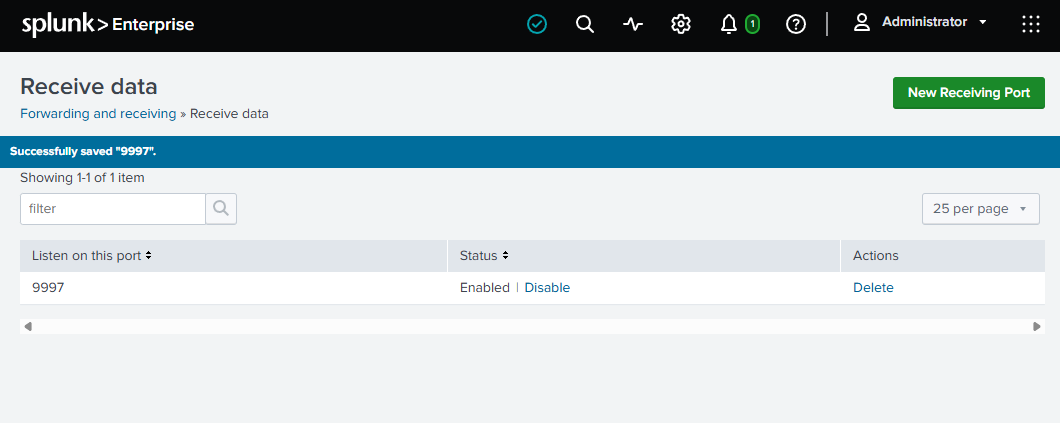 splunk> Enterprise
1
Administrator
Receive data
New Receiving Port
Forwarding and receiving » Receive data
Successfully saved "9997".
Showing 1-1 of 1 item
filter
25 per page
Listen on this port Status Actions
9997 Enabled | Disable Delete